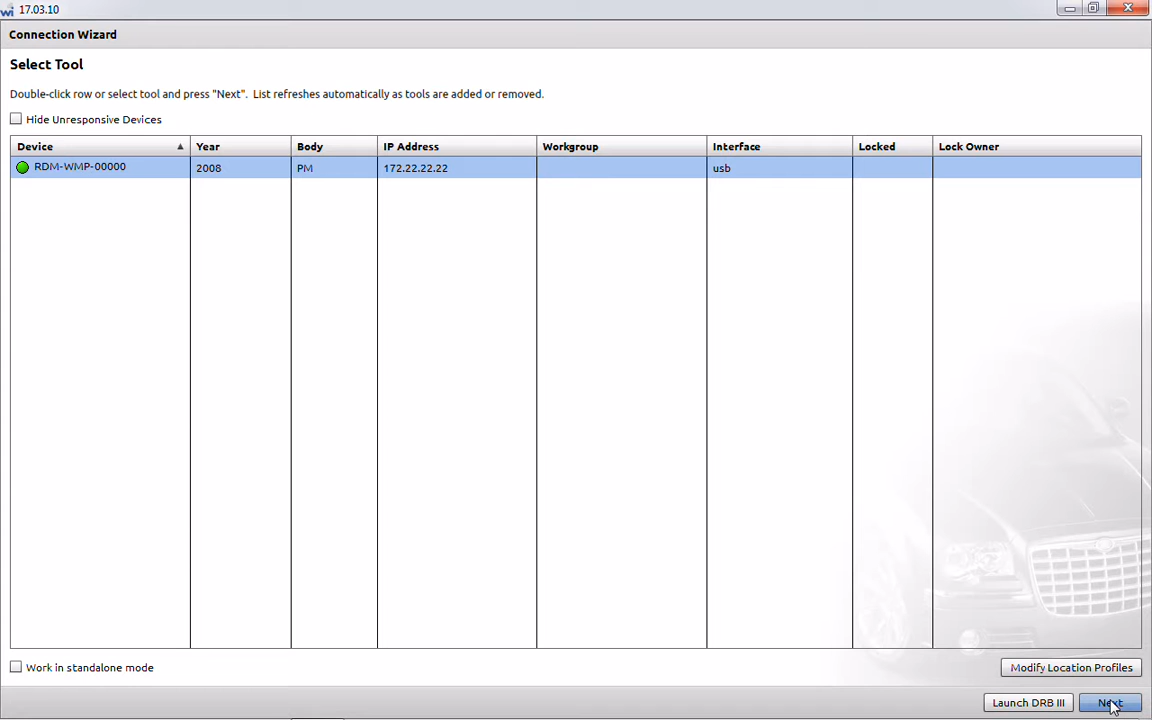 wi 17.03.10
Connection Wizard
Select Tool
Double-click row or select tool and press "Next". List refreshes automatically as tools are added or removed.
Hide Unresponsive Devices
Device Year Body IP Address Workgroup Interface Locked Lock Owner
RDM-WMP-00000 2008 PM 172.22.22.22 usb
Work in standalone mode Modify Location Profiles
Launch DRB III Next